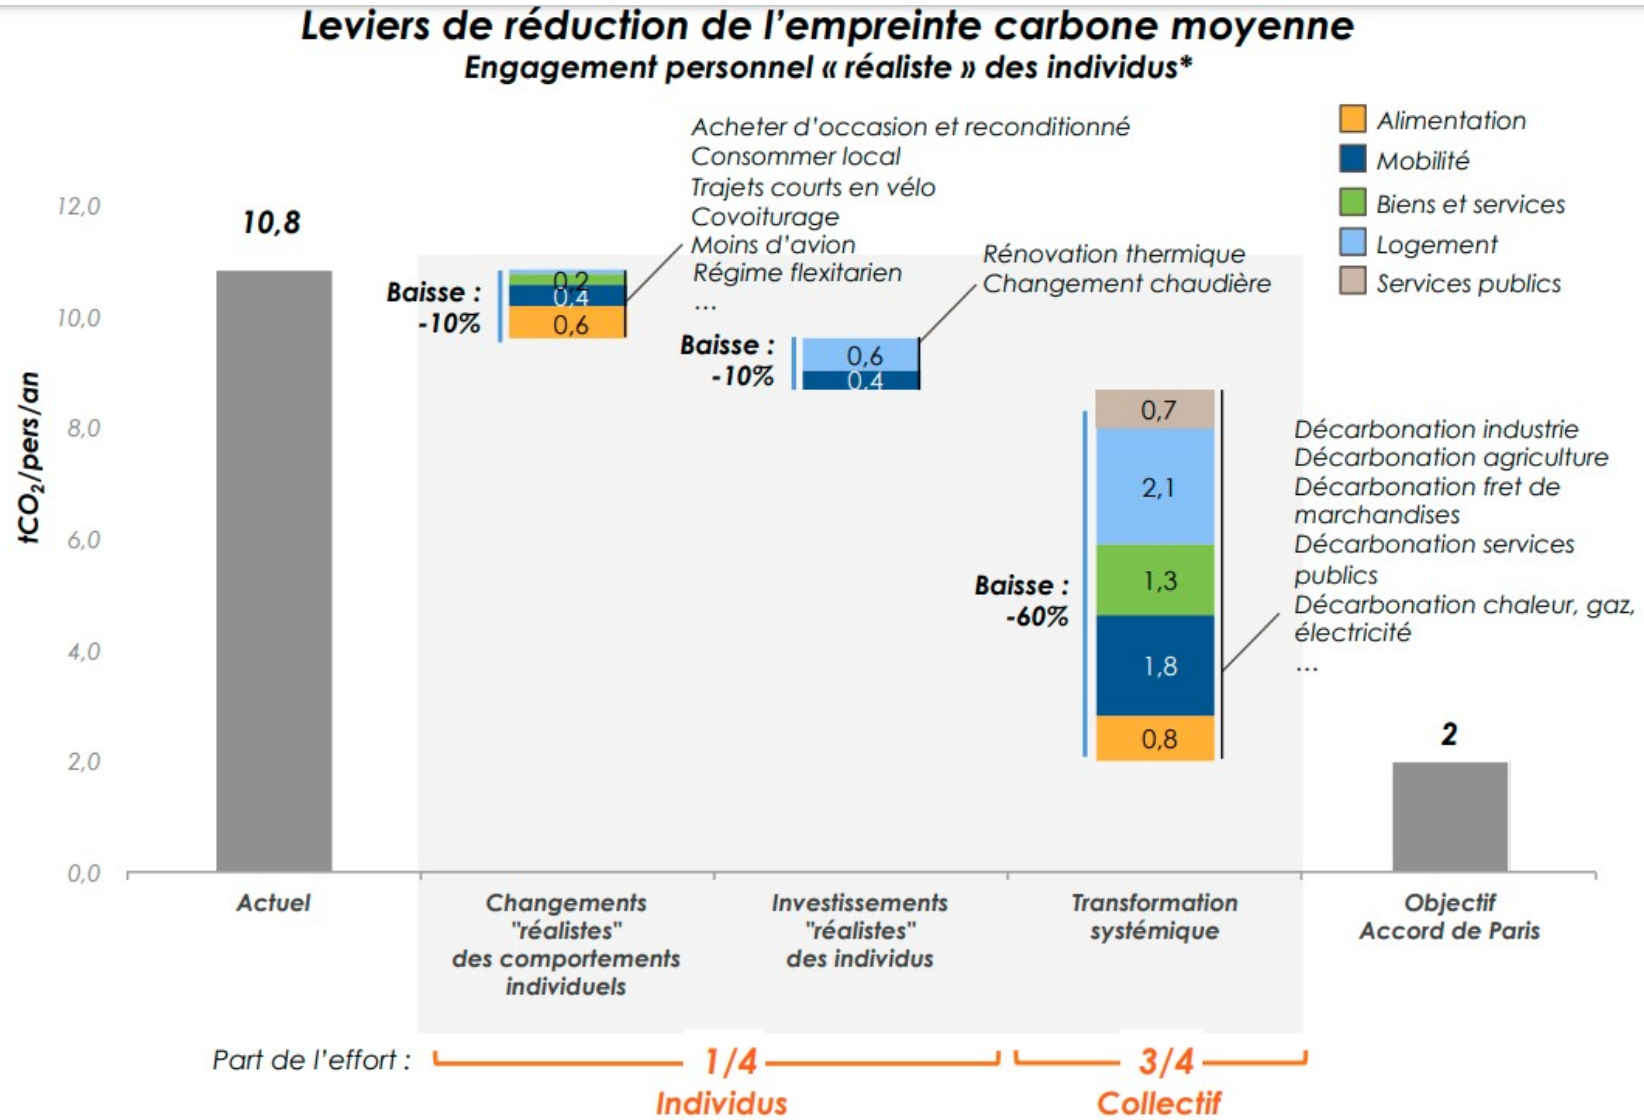 Leviers de réduction de l'empreinte carbone moyenne
Engagement personnel « réaliste » des individus*
Alimentation
Mobilité
Biens et services
Logement
Services publics
tCO₂/pers/an
12,0
10,0
8,0
6,0
4,0
2,0
0,0
10,8
Baisse :
-10%
0,2
0,4
0,6
Acheter d'occasion et reconditionné
Consommer local
Trajets courts en vélo
Covoiturage
Moins d'avion
Régime flexitarien
...
Baisse :
-10%
0,6
0,4
Rénovation thermique
Changement chaudière
Baisse :
-60%
0,7
2,1
1,3
1,8
0,8
Décarbonation industrie
Décarbonation agriculture
Décarbonation fret de
marchandises
Décarbonation services
publics
Décarbonation chaleur, gaz,
électricité
...
2
Actuel
Changements
"réalistes"
des comportements
individuels
Investissements
"réalistes"
des individus
Transformation
systémique
Objectif
Accord de Paris
Part de l'effort :
1/4
Individus
3/4
Collectif